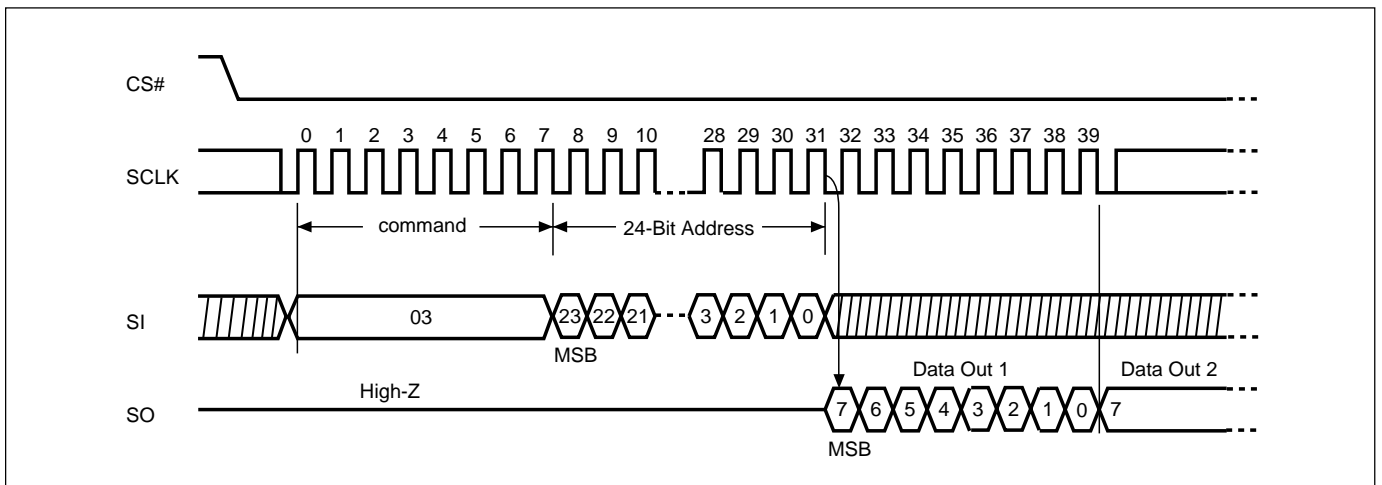 CS#
0 1 2 3 4 5 6 7 8 9 10 28 29 30 31 32 33 34 35 36 37 38 39
SCLK
command 24-Bit Address
SI 03 23 22 21 3 2 1 0
MSB
Data Out 1 Data Out 2
High-Z
SO 7 6 5 4 3 2 1 0 7
MSB